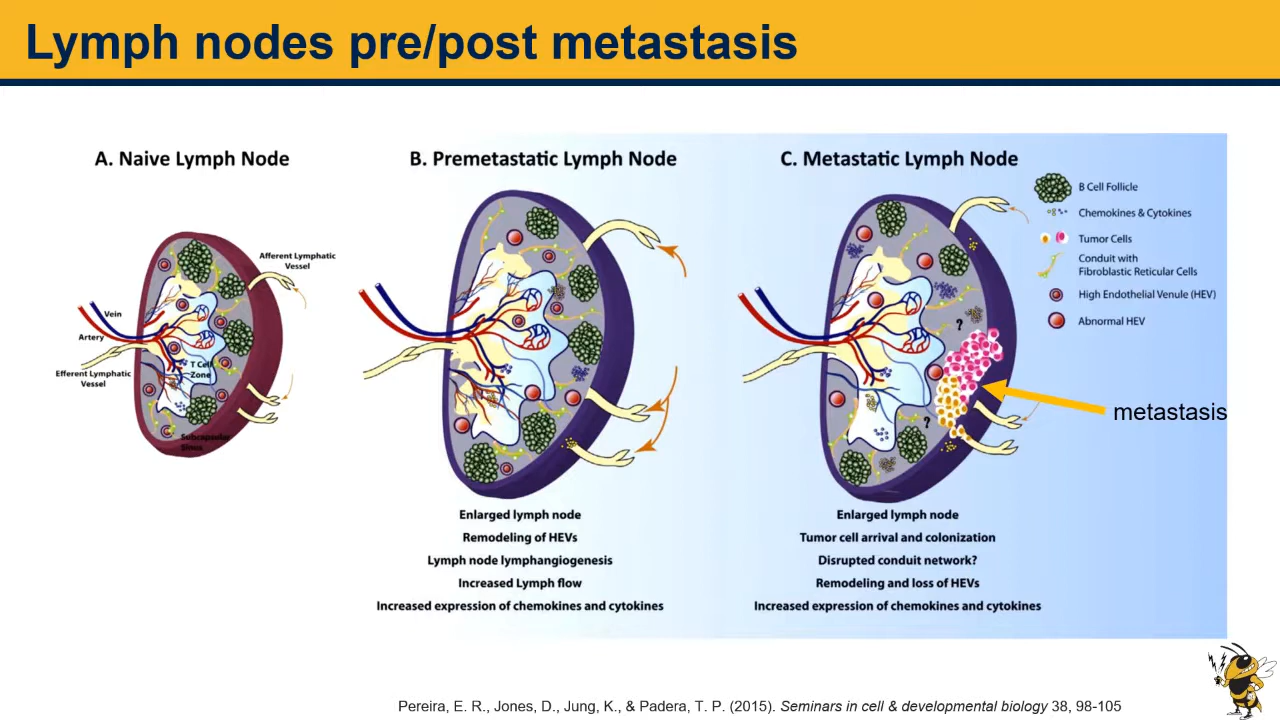 Lymph nodes pre/post metastasis
A. Naive Lymph Node
Afferent Lymphatic
Vessel
Vein
Artery
Efferent Lymphatic
Vessel
T Cell
Zone
Subcapsular
Sinus
B. Premetastatic Lymph Node
Enlarged lymph node
Remodeling of HEVs
Lymph node lymphangiogenesis
Increased Lymph flow
Increased expression of chemokines and cytokines
C. Metastatic Lymph Node
?
?
metastasis
Enlarged lymph node
Tumor cell arrival and colonization
Disrupted conduit network?
Remodeling and loss of HEVs
Increased expression of chemokines and cytokines
B Cell Follicle
Chemokines & Cytokines
Tumor Cells
Conduit with
Fibroblastic Reticular Cells
High Endothelial Venule (HEV)
Abnormal HEV
Pereira, E. R., Jones, D., Jung, K., & Padera, T. P. (2015). Seminars in cell & developmental biology 38, 98-105